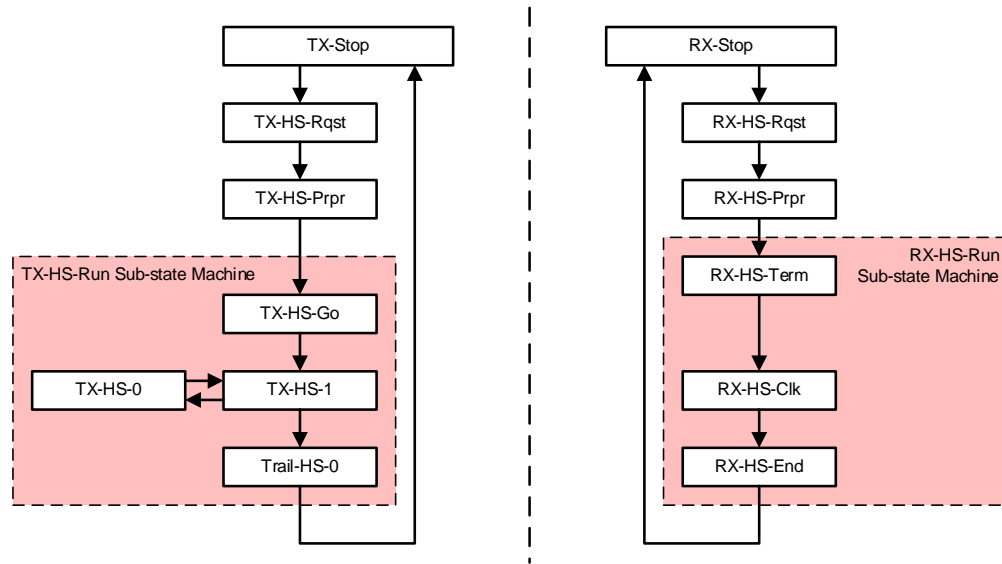 TX-Stop
TX-HS-Rqst
TX-HS-Prpr
TX-HS-Run Sub-state Machine
TX-HS-Go
TX-HS-0
TX-HS-1
Trail-HS-0
RX-Stop
RX-HS-Rqst
RX-HS-Prpr
RX-HS-Run
Sub-state Machine
RX-HS-Term
RX-HS-Clk
RX-HS-End